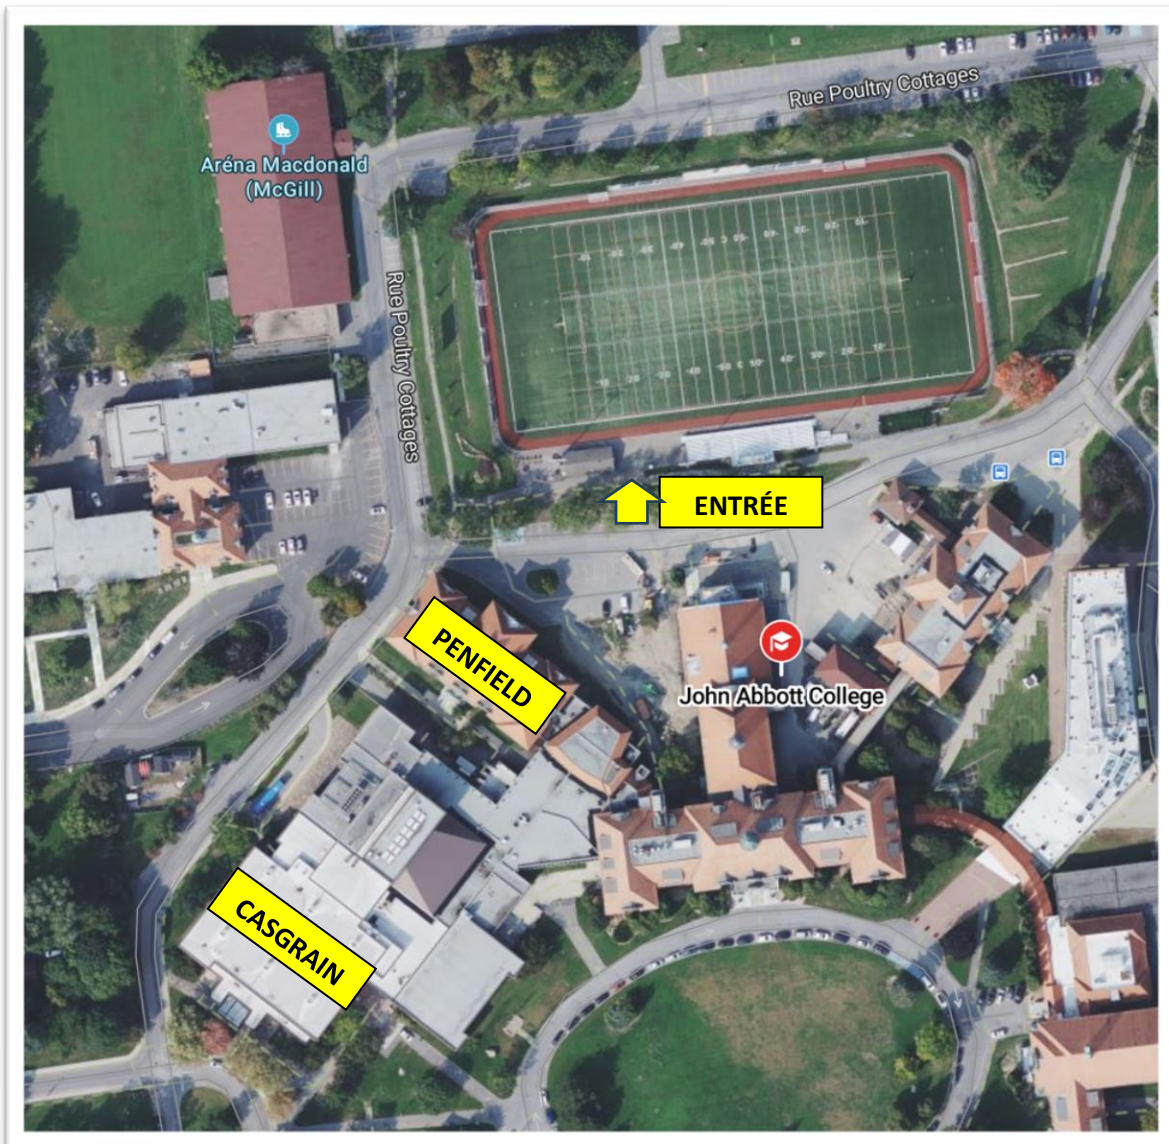 Rue Poultry Cottages
Aréna Macdonald
(McGill)
Rue Poultry Cottages
ENTRÉE
PENFIELD
John Abbott College
CASGRAIN